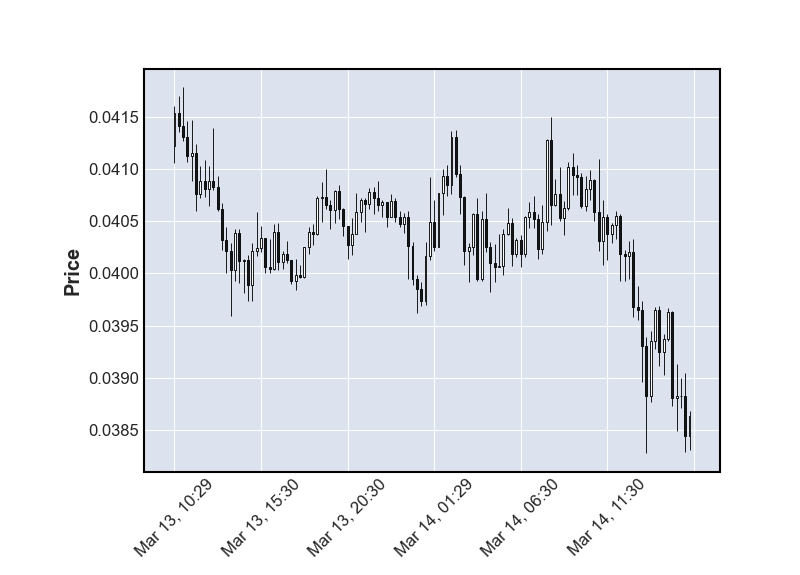 0.0415
0.0410
0.0405
0.0400
0.0395
0.0390
0.0385
Price
Mar 13, 10:29
Mar 13, 15:30
Mar 13, 20:30
Mar 14, 01:29
Mar 14, 06:30
Mar 14, 11:30